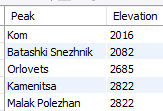 Peak Elevation
Kom 2016
Batashki Snezhnik 2082
Orlovets 2685
Kamenitsa 2822
Malak Polezhan 2822